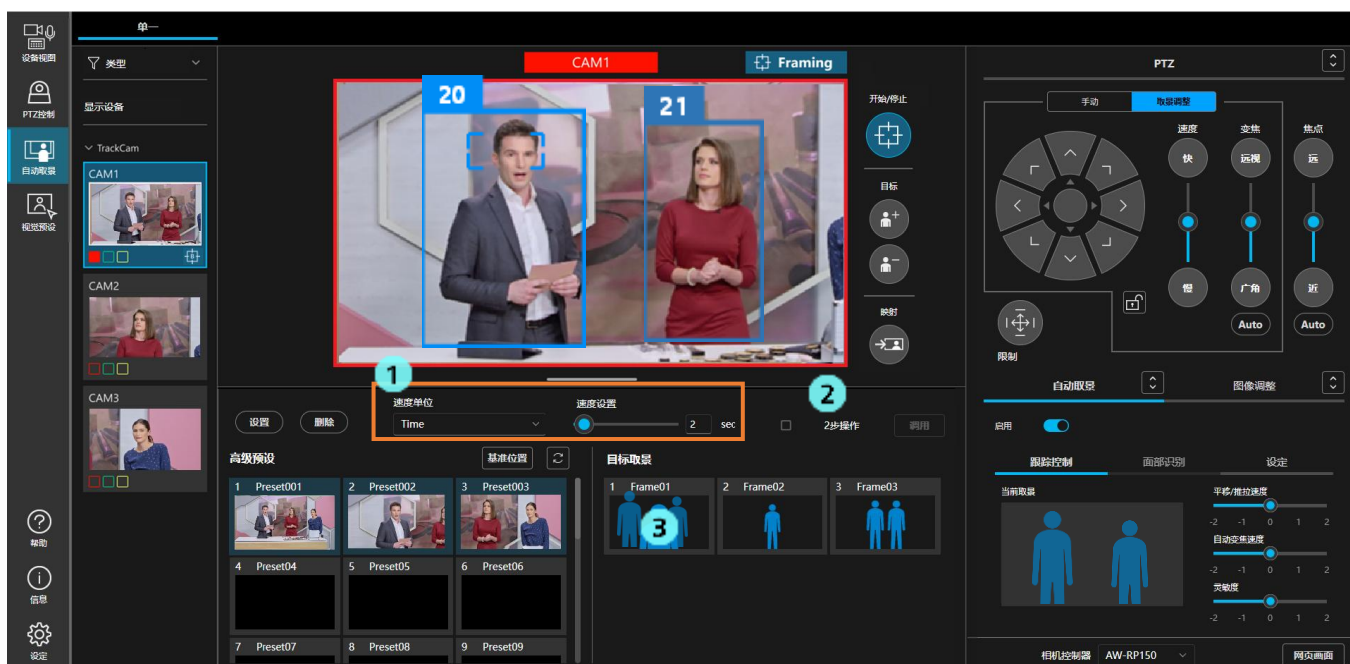 设备视图
PTZ控制
自动取景
视觉预设
帮助
信息
设定
单一
类型
显示设备
TrackCam
CAM1
CAM2
CAM3
CAM1
Framing
20
21
开始/停止
目标
映射
1
速度单位
Time
速度设置
2 sec
2
2步操作
设置
删除
调用
高级预设
基准位置
1 Preset001
2 Preset002
3 Preset003
4 Preset04
5 Preset05
6 Preset06
7 Preset07
8 Preset08
9 Preset09
目标取景
1 Frame01
2 Frame02
3 Frame03
3
PTZ
手动
取景调整
速度
变焦
焦点
快
远视
远
慢
广角
近
Auto
Auto
限制
自动取景
图像调整
启用
跟踪控制
面部识别
设定
当前取景
平移/推拉速度
-2 -1 0 1 2
自动变焦速度
-2 -1 0 1 2
灵敏度
-2 -1 0 1 2
相机控制器
AW-RP150
网页画面